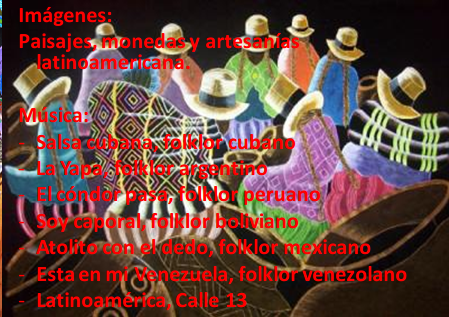 Imágenes:
Paisajes, monedas y artesanías
latinoamericana.
Música:
- Salsa cubana, folklor cubano
- La Yapa, folklor argentino
- El cóndor pasa, folklor peruano
- Soy caporal, folklor boliviano
- Atolito con el dedo, folklor mexicano
- Esta en mi Venezuela, folklor venezolano
- Latinoamérica, Calle 13